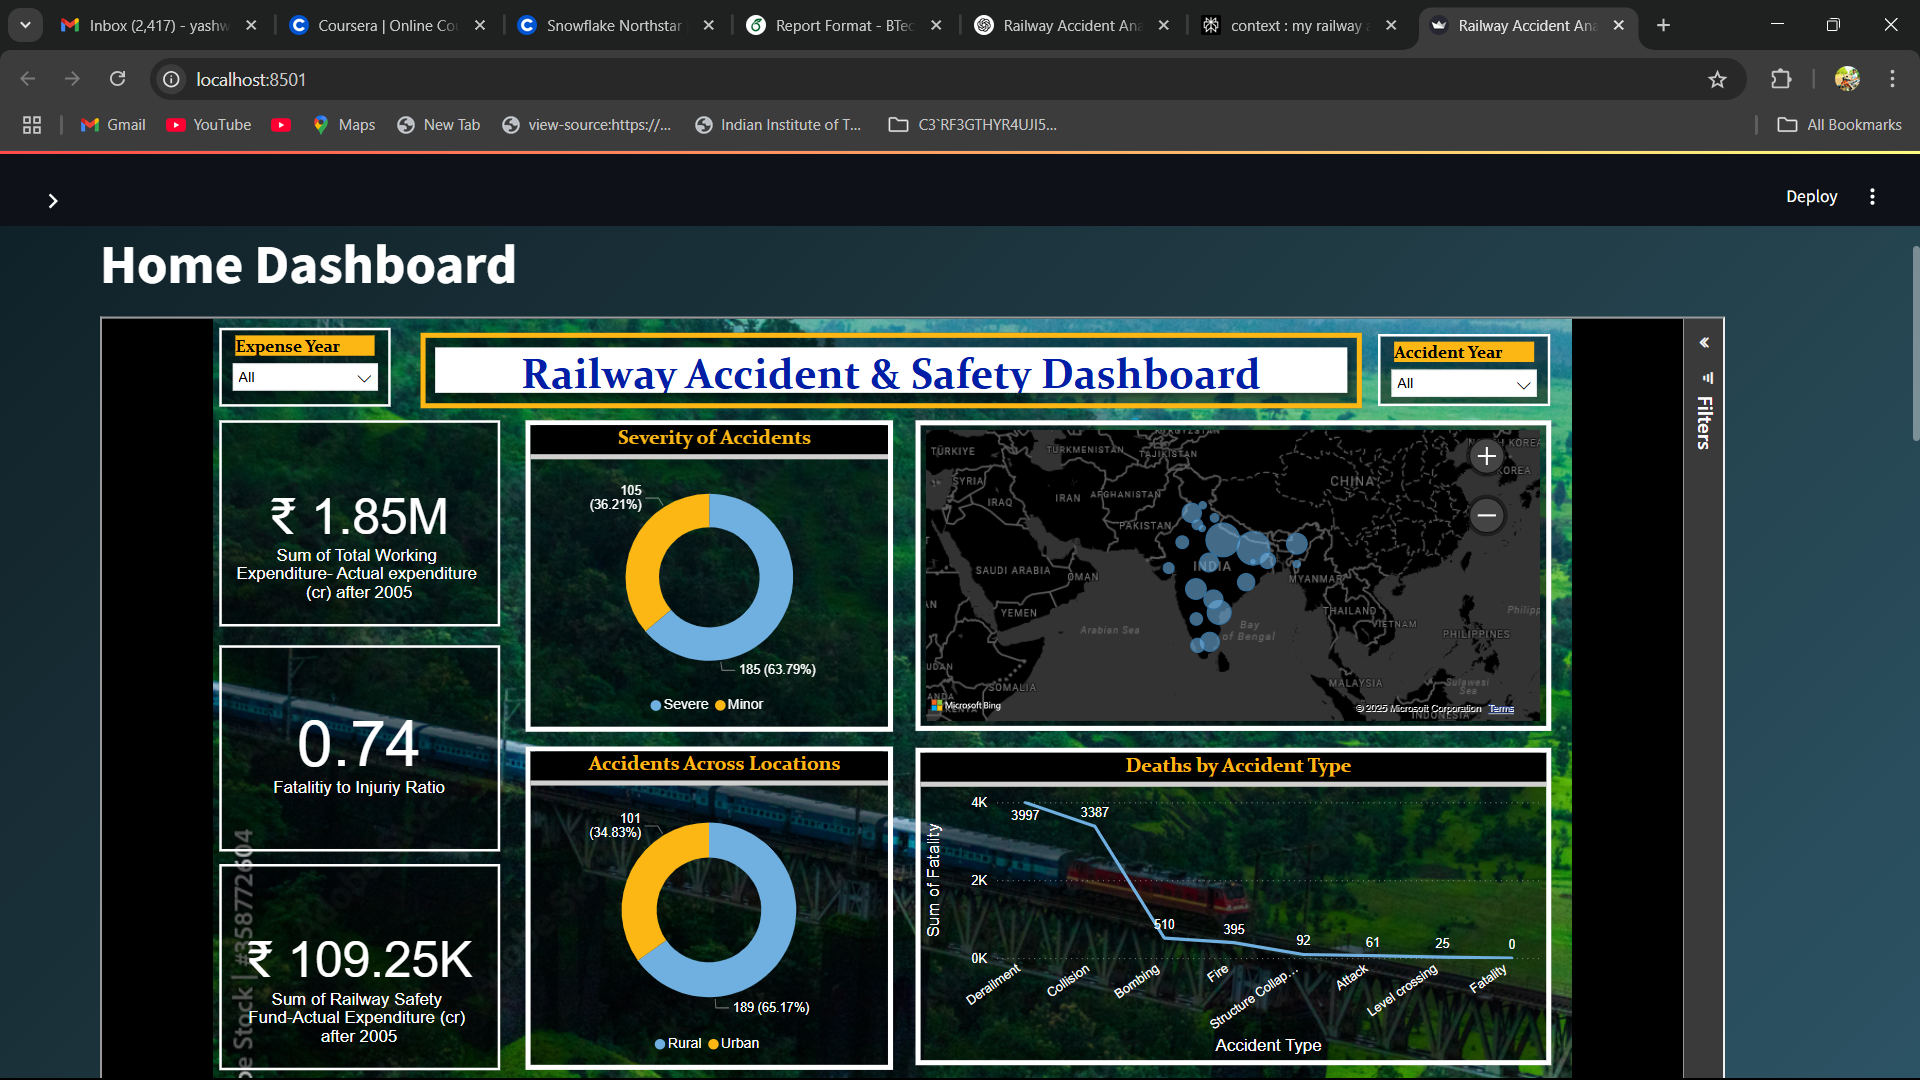 Inbox (2,417) - yashw
Coursera | Online Co
Snowflake Northstar
Report Format - BTec
Railway Accident Ana
context : my railway a
Railway Accident Ana
localhost:8501
Gmail
YouTube
Maps
New Tab
view-source:https://...
Indian Institute of T...
C3`RF3GTHYR4UJI5...
All Bookmarks
Deploy
Home Dashboard
Expense Year
All
Railway Accident & Safety Dashboard
Accident Year
All
Filters
₹ 1.85M
Sum of Total Working
Expenditure- Actual expenditure
(cr) after 2005
0.74
Fatalitiy to Injuriy Ratio
₹ 109.25K
Sum of Railway Safety
Fund-Actual Expenditure (cr)
after 2005
Severity of Accidents
105
(36.21%)
185 (63.79%)
Severe Minor
TÜRKIYE
TURKMENISTAN
TAJIKISTAN
SYRIA
IRAQ
IRAN
AFGHANISTAN
CHINA
KOREA
KOREA
PAKISTAN
SAUDI ARABIA
OMAN
INDIA
MYANMAR
YEMEN
THAILAND
VIETNAM
Philipp
Arabian Sea
Bay
of Bengal
PHILIPPINES
UDAN
SOMALIA
MALAYSIA
Sulawesi
Sea
INDONESIA
Microsoft Bing
© 2025 Microsoft Corporation Terms
Accidents Across Locations
101
(34.83%)
189 (65.17%)
Rural Urban
Deaths by Accident Type
Sum of Fatality
4K
2K
0K
3997
3387
510
395
92
61
25
0
Derailment
Collision
Bombing
Fire
Structure Collap...
Attack
Level crossing
Fatality
Accident Type
be Stock | #358772604